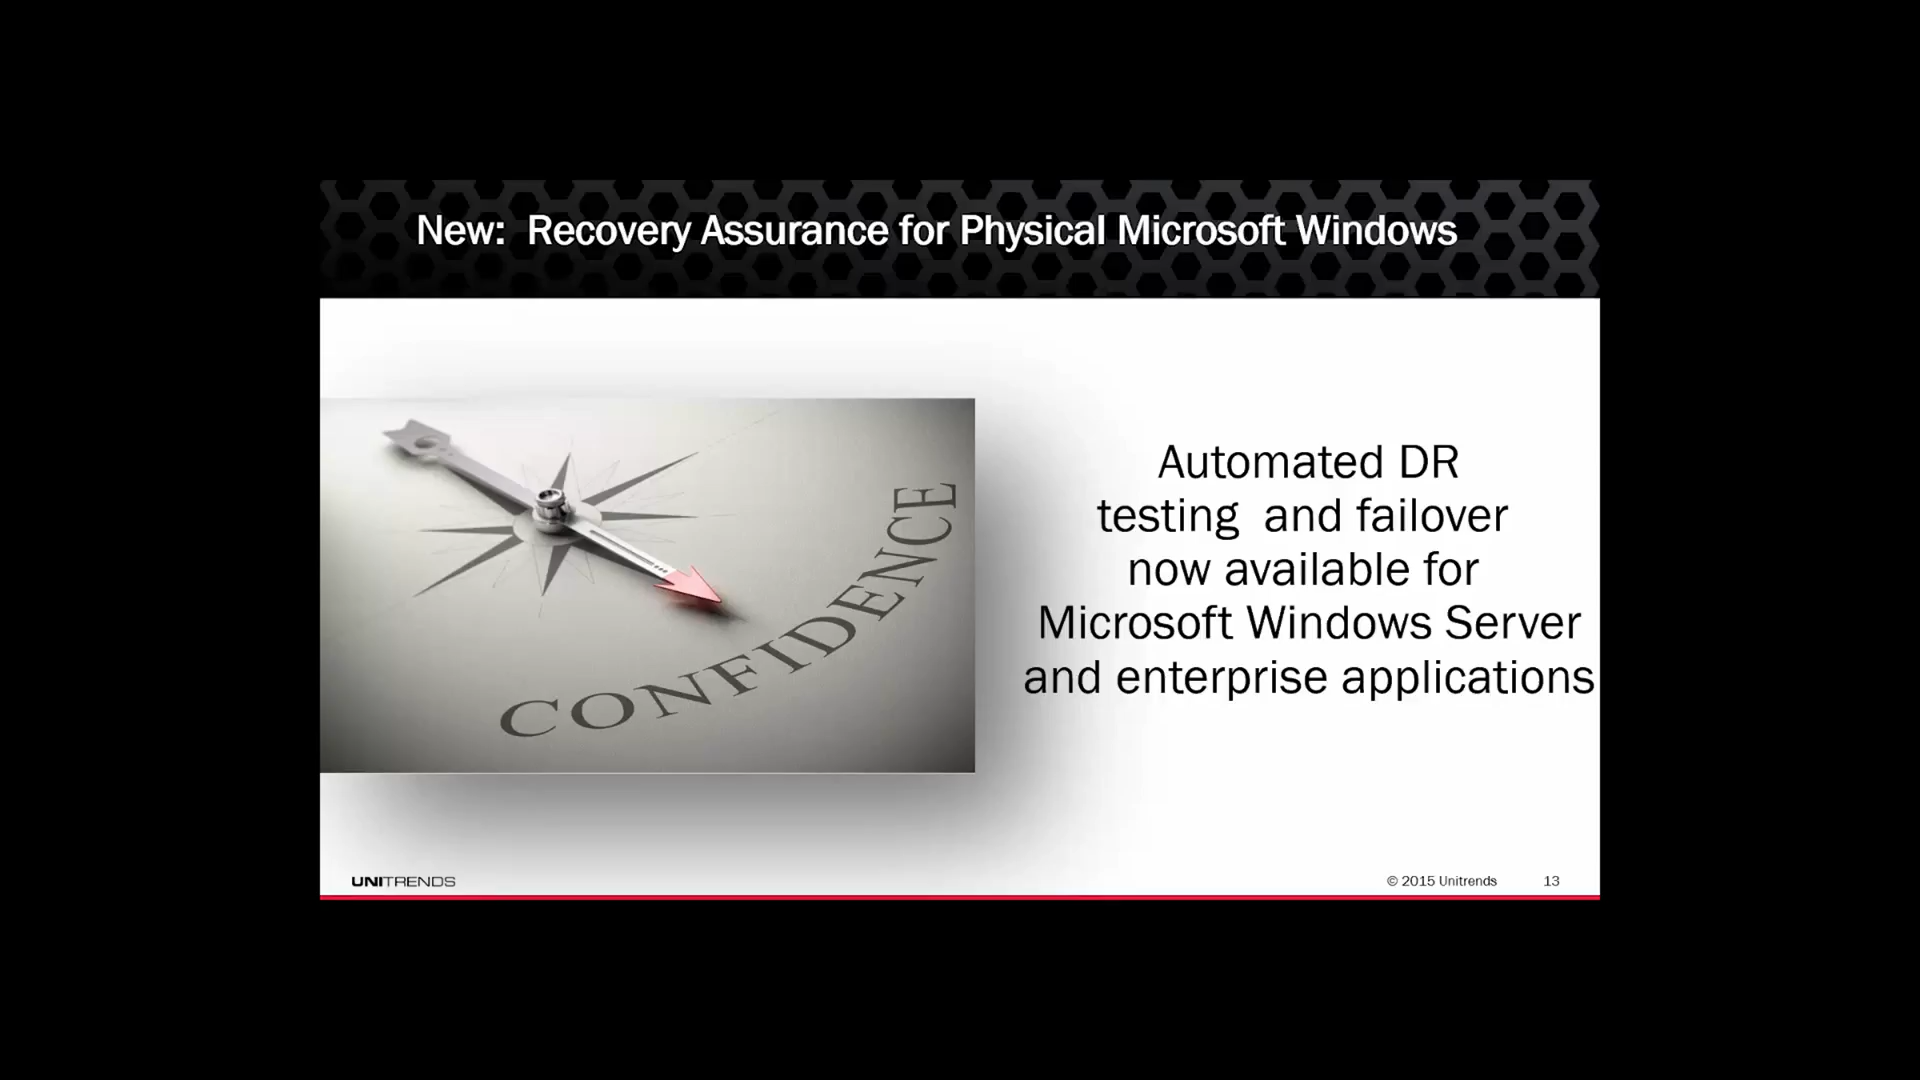 New:  Recovery Assurance for Physical Microsoft Windows
CONFIDENCE
Automated DR
testing  and failover
now available for
Microsoft Windows Server
and enterprise applications
UNITRENDS
© 2015 Unitrends 13